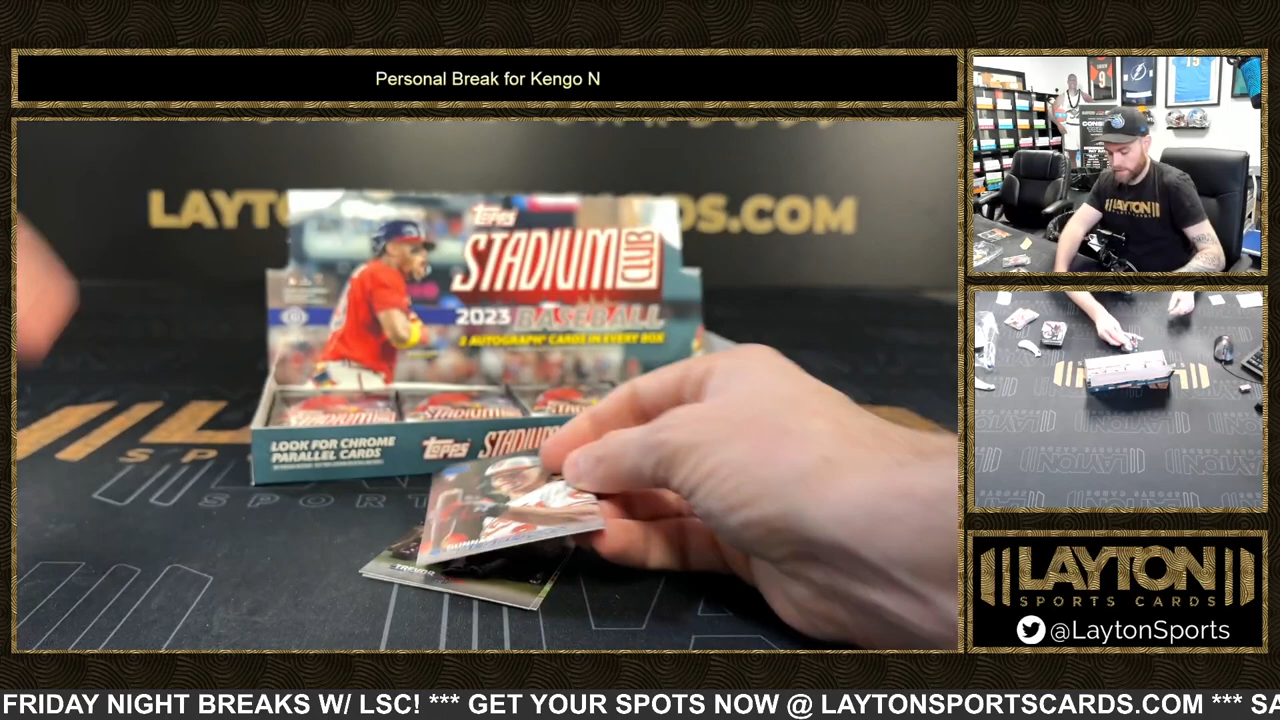 Personal Break for Kengo N
LAYTO
DS.COM
Topps
STADIUM CLUB
2023 BASEBALL
2 AUTOGRAPH CARDS IN EVERY BOX
LOOK FOR CHROME
PARALLEL CARDS
Topps STADIUM
TREVOR
LAYTON
SPORTS CARDS
@LaytonSports
FRIDAY NIGHT BREAKS W/ LSC! *** GET YOUR SPOTS NOW @ LAYTONSPORTSCARDS.COM *** SA